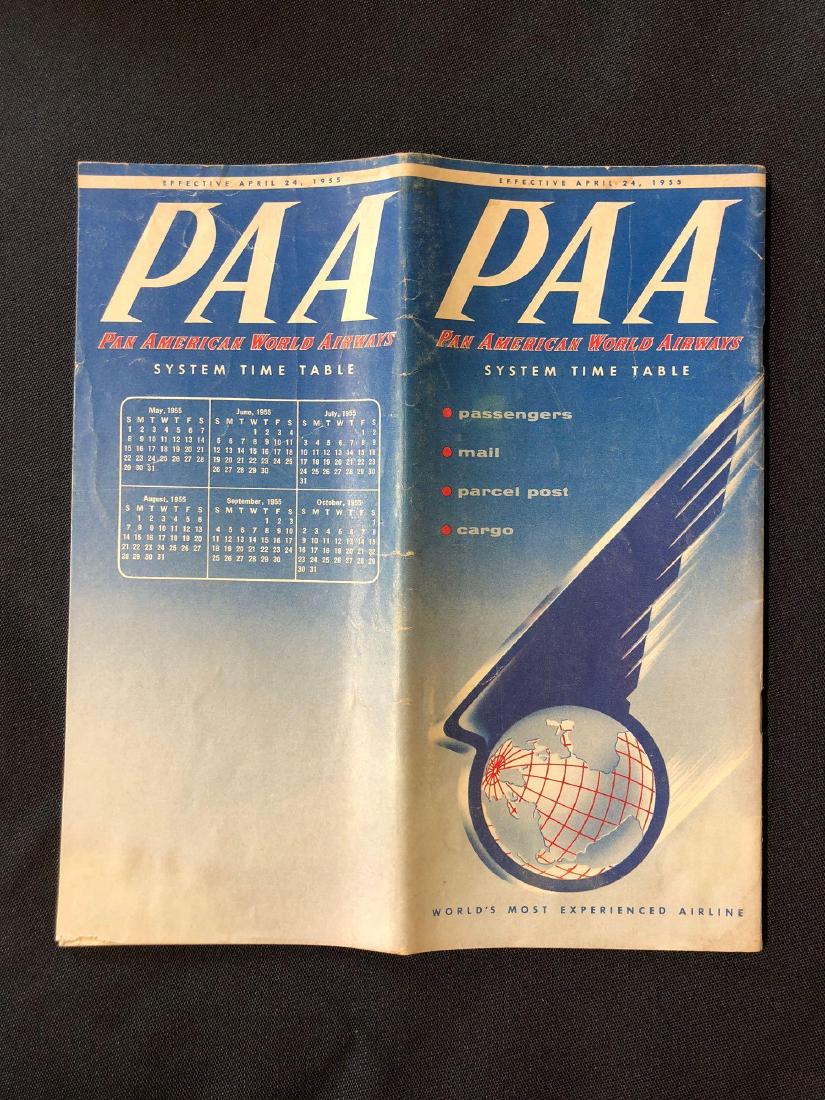 EFFECTIVE APRIL 24, 1955
PAA
PAN AMERICAN WORLD AIRWAYS
SYSTEM TIME TABLE
May, 1955
S M T W T F S
1 2 3 4 5 6 7
8 9 10 11 12 13 14
15 16 17 18 19 20 21
22 23 24 25 26 27 28
29 30 31
June, 1955
S M T W T F S
1 2 3 4
5 6 7 8 9 10 11
12 13 14 15 16 17 18
19 20 21 22 23 24 25
26 27 28 29 30
July, 1955
S M T W T F S
1 2
3 4 5 6 7 8 9
10 11 12 13 14 15 16
17 18 19 20 21 22 23
24 25 26 27 28 29 30
31
August, 1955
S M T W T F S
1 2 3 4 5 6
7 8 9 10 11 12 13
14 15 16 17 18 19 20
21 22 23 24 25 26 27
28 29 30 31
September, 1955
S M T W T F S
1 2 3
4 5 6 7 8 9 10
11 12 13 14 15 16 17
18 19 20 21 22 23 24
25 26 27 28 29 30
October, 1955
S M T W T F S
1
2 3 4 5 6 7 8
9 10 11 12 13 14 15
16 17 18 19 20 21 22
23 24 25 26 27 28 29
30 31
EFFECTIVE APRIL 24, 1955
PAA
PAN AMERICAN WORLD AIRWAYS
SYSTEM TIME TABLE
passengers
mail
parcel post
cargo
WORLD'S MOST EXPERIENCED AIRLINE